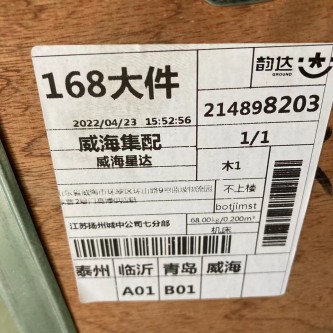 韵达
GROUND
168大件
214898203
2022/04/23 15:52:56
1/1
威海集配
威海星达
木1
不上楼
botjimst
江苏扬州城中公司七分部
68.00kg/0.200m³
机床
泰州 临沂 青岛 威海
A01 B01